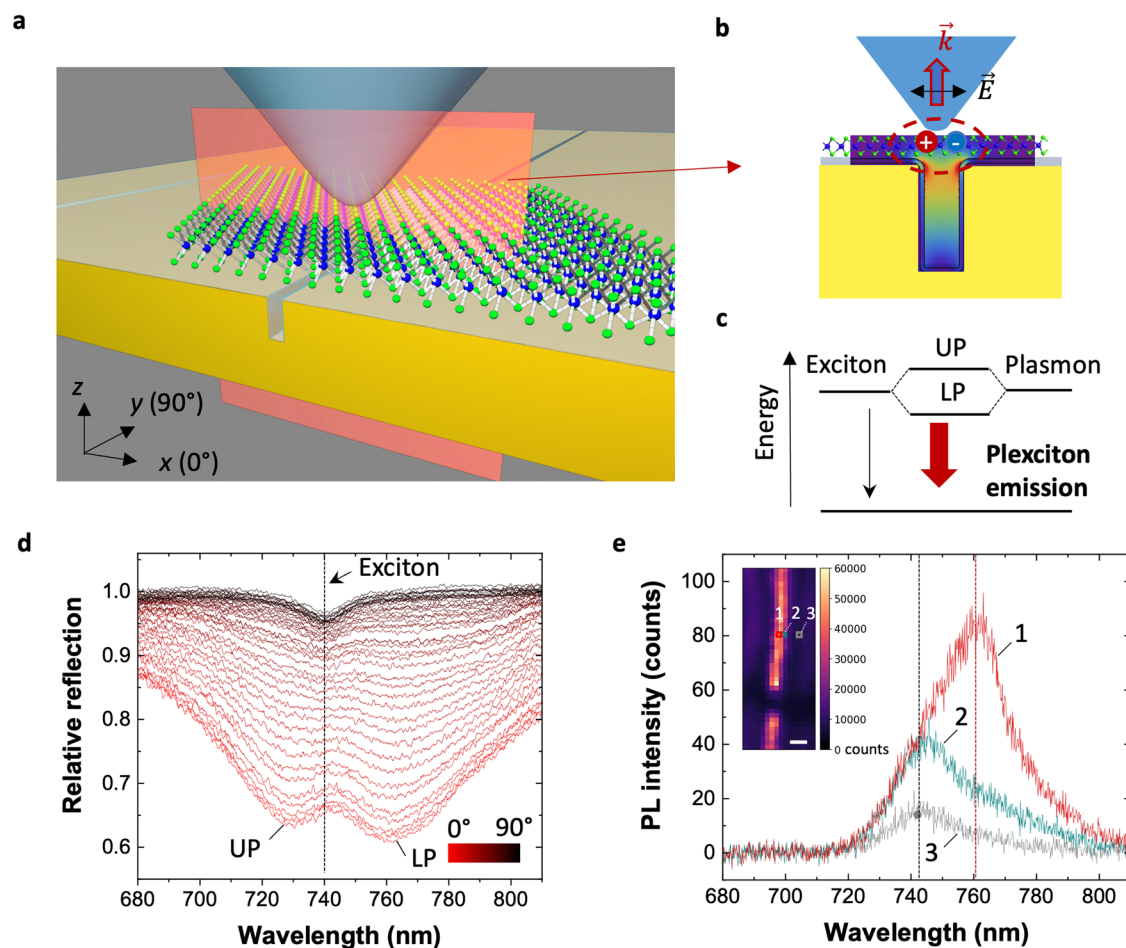 a
z
y (90°)
x (0°)
b
k
E
+
-
c
Energy
Exciton
UP
Plasmon
LP
Plexciton
emission
d
Relative reflection
1.0
0.9
0.8
0.7
0.6
Exciton
UP
LP
0° 90°
680 700 720 740 760 780 800
Wavelength (nm)
e
PL intensity (counts)
100
80
60
40
20
0
60000
50000
40000
30000
20000
10000
0 counts
1 2 3
1
2
3
680 700 720 740 760 780 800
Wavelength (nm)